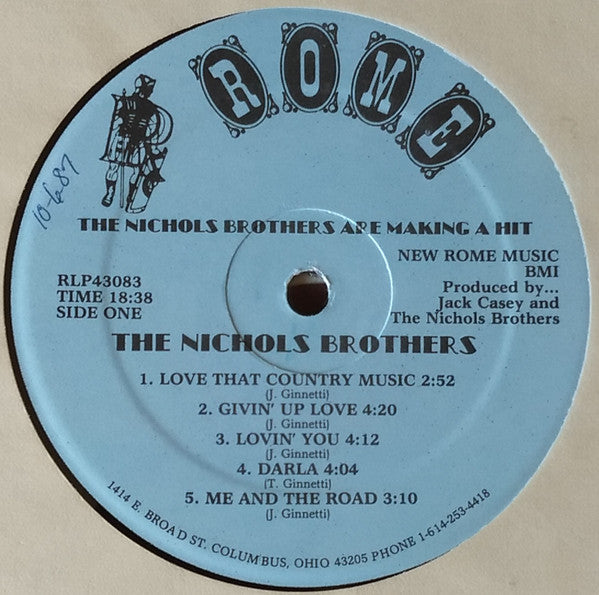 ROME
10-6-87
THE NICHOLS BROTHERS ARE MAKING A HIT
NEW ROME MUSIC
BMI
Produced by...
Jack Casey and
The Nichols Brothers
RLP43083
TIME 18:38
SIDE ONE
THE NICHOLS BROTHERS
1. LOVE THAT COUNTRY MUSIC 2:52
(J. Ginnetti)
2. GIVIN' UP LOVE 4:20
(J. Ginnetti)
3. LOVIN' YOU 4:12
(J. Ginnetti)
4. DARLA 4:04
(T. Ginnetti)
5. ME AND THE ROAD 3:10
(J. Ginnetti)
1414 E. BROAD ST. COLUMBUS, OHIO 43205 PHONE 1-614-253-4418